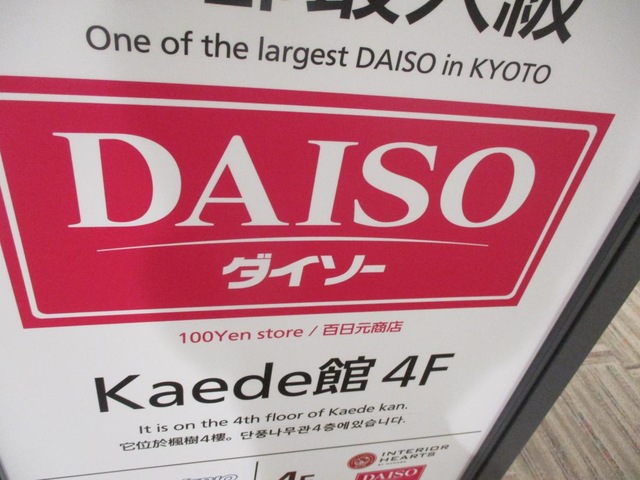 最大級
One of the largest DAISO in KYOTO
DAISO
ダイソー
100Yen store / 百日元商店
Kaede館 4F
It is on the 4th floor of Kaede kan.
它位於楓樹4樓。단풍나무관4층에있습니다.
INTERIOR
HEARTS
4F
DAISO